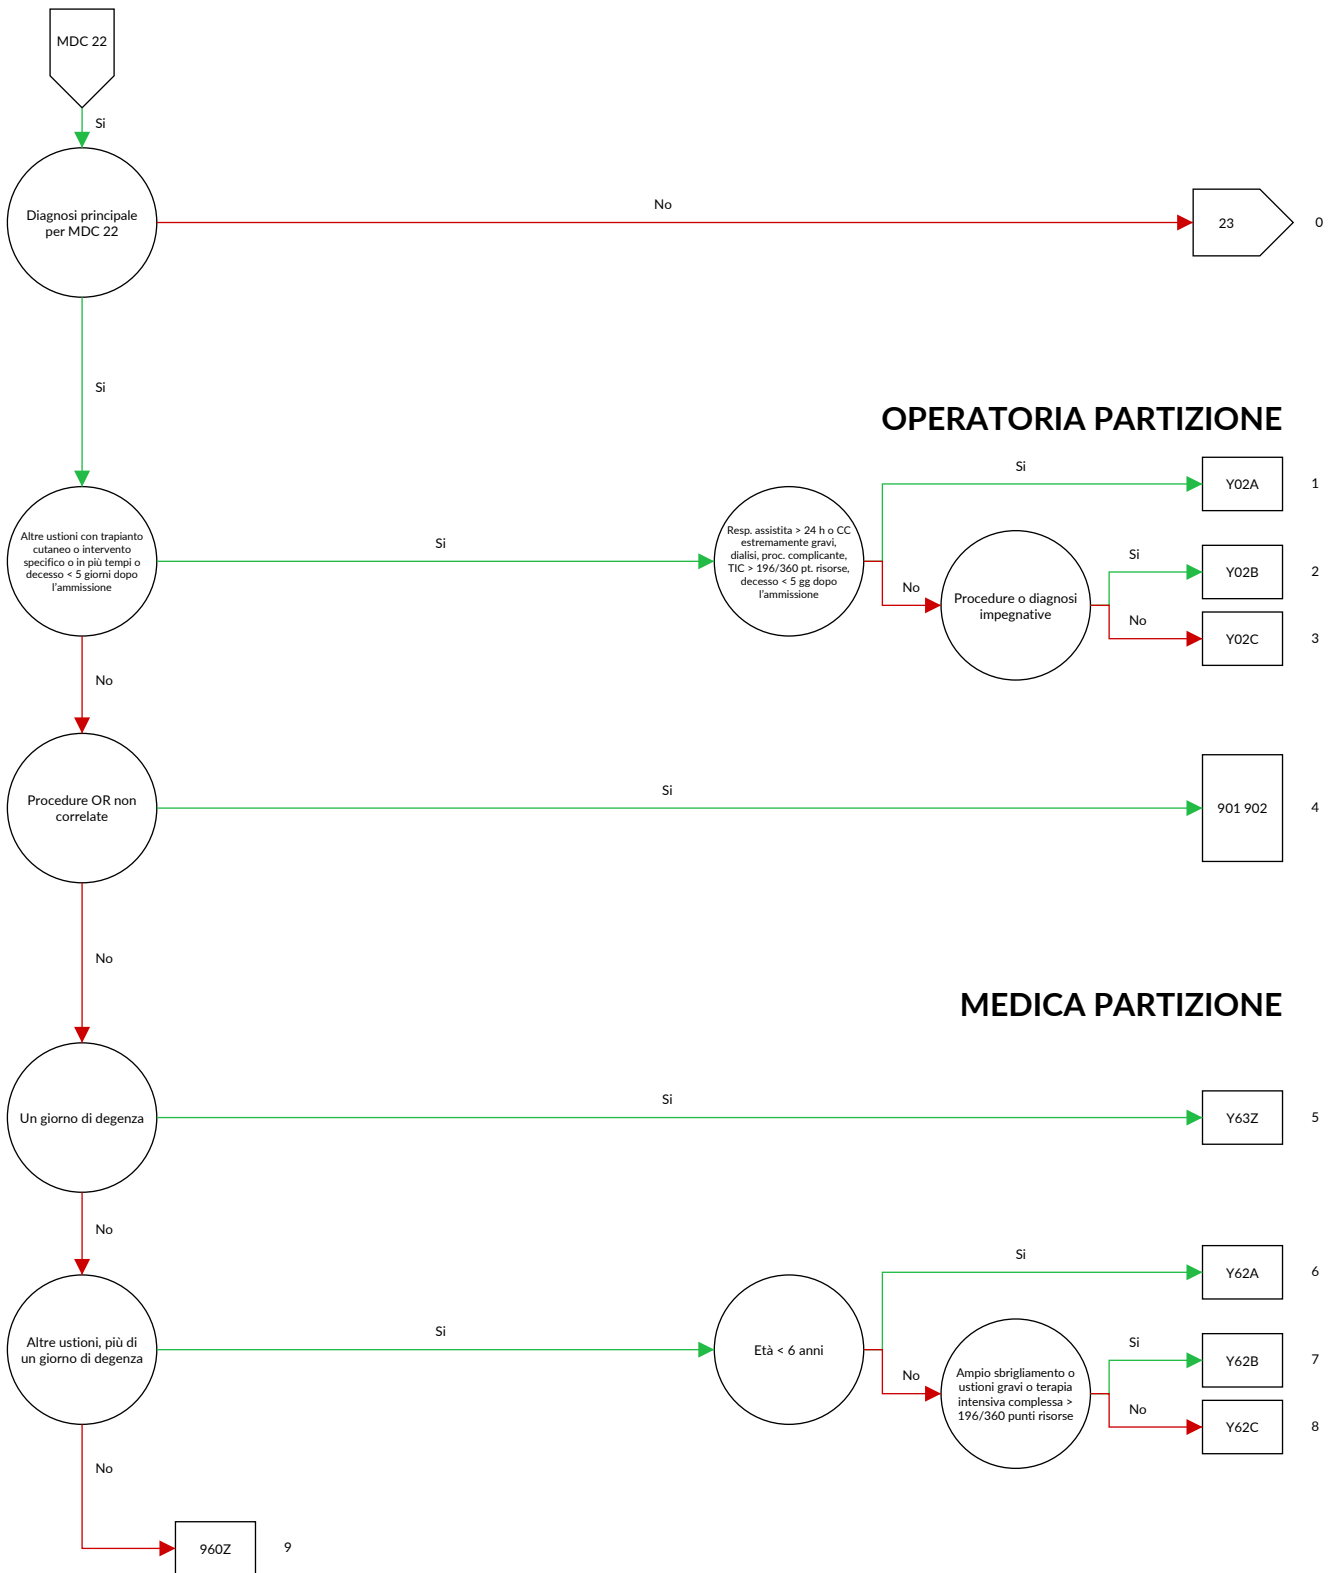 MDC 22
Si
Diagnosi principale
per MDC 22
No
23
0
Si
OPERATORIA PARTIZIONE
Altre ustioni con trapianto
cutaneo o intervento
specifico o in più tempi o
decesso < 5 giorni dopo
l'ammissione
Si
Resp. assistita > 24 h o CC
estremamente gravi,
dialisi, proc. complicante,
TIC > 196/360 pt. risorse,
decesso < 5 gg dopo
l'ammissione
Si
Y02A
1
No
Procedure o diagnosi
impegnative
Si
Y02B
2
No
Y02C
3
No
Procedure OR non
correlate
Si
901 902
4
No
MEDICA PARTIZIONE
Un giorno di degenza
Si
Y63Z
5
No
Altre ustioni, più di
un giorno di degenza
Si
Età < 6 anni
Si
Y62A
6
No
Ampio sbrigliamento o
ustioni gravi o terapia
intensiva complessa >
196/360 punti risorse
Si
Y62B
7
No
Y62C
8
No
960Z
9